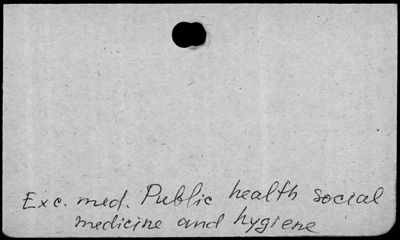 Exc. med. Public health social
medicine and hygiene